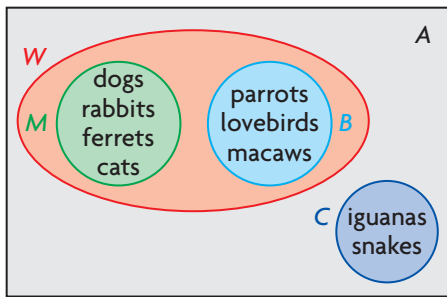 A
W
M
dogs
rabbits
ferrets
cats
parrots
lovebirds
macaws
B
C
iguanas
snakes